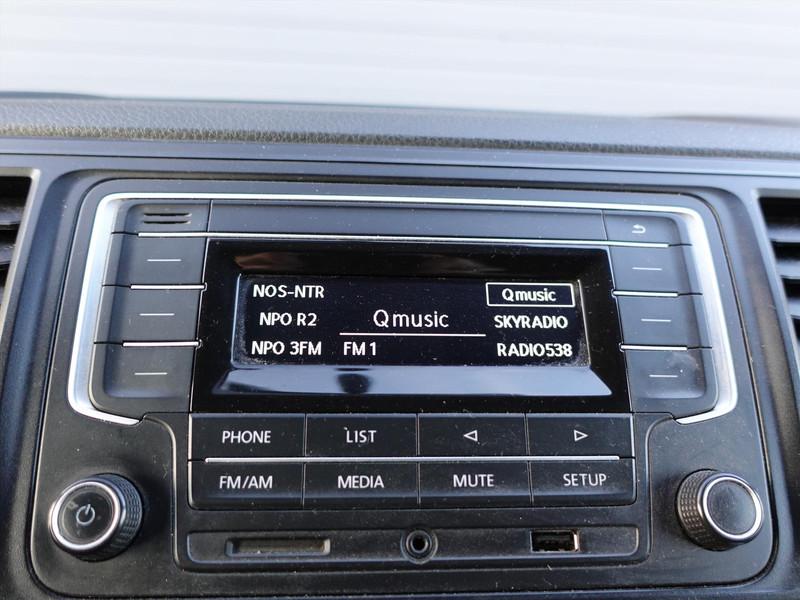 NOS-NTR Qmusic
NPO R2 Qmusic SKYRADIO
NPO 3FM FM 1 RADIO538
PHONE LIST
FM/AM MEDIA MUTE SETUP